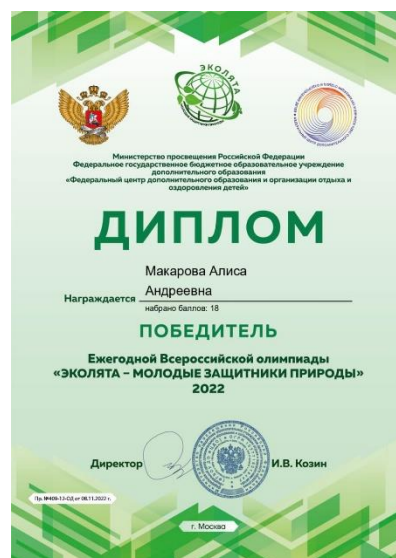 ЭКОЛЯТА
Министерство просвещения Российской Федерации
Федеральное государственное бюджетное образовательное учреждение
дополнительного образования
«Федеральный центр дополнительного образования и организации отдыха и
оздоровления детей»
ДИПЛОМ
Макарова Алиса
Награждается Андреевна
набрано баллов: 18
ПОБЕДИТЕЛЬ
Ежегодной Всероссийской олимпиады
«ЭКОЛЯТА – МОЛОДЫЕ ЗАЩИТНИКИ ПРИРОДЫ»
2022
Директор И.В. Козин
г. Москва